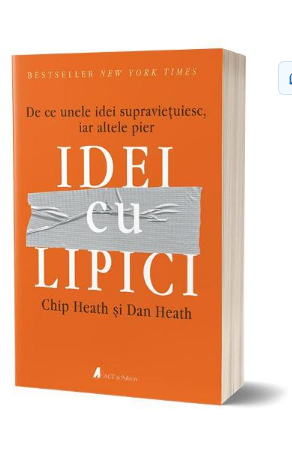 BESTSELLER NEW YORK TIMES
De ce unele idei supraviețuiesc,
iar altele pier
IDEI
cu
LIPICI
Chip Heath și Dan Heath